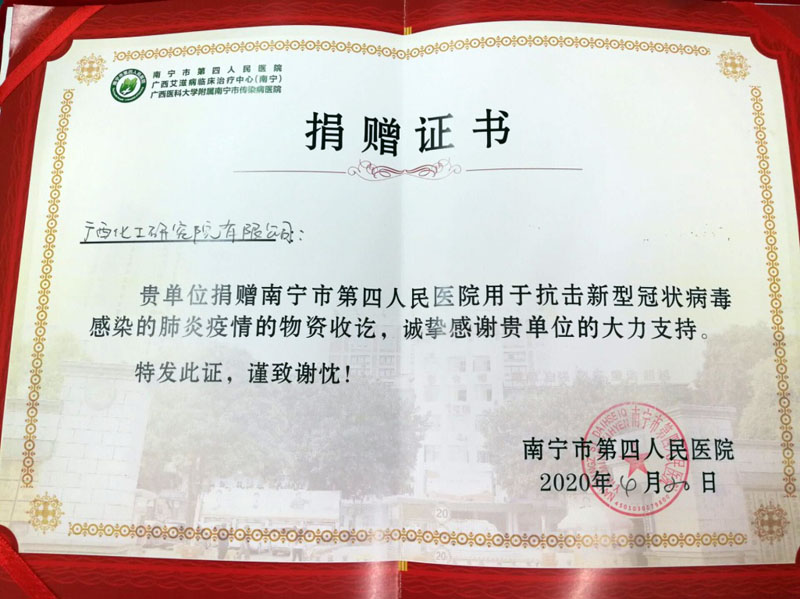 南宁市第四人民医院
广西艾滋病临床治疗中心(南宁)
广西医科大学附属南宁市传染病医院
捐赠证书
广西化工研究院有限公司:
贵单位捐赠南宁市第四人民医院用于抗击新型冠状病毒
感染的肺炎疫情的物资收讫，诚挚感谢贵单位的大力支持。
特发此证，谨致谢忱！
南宁市第四人民医院
2020年6月20日